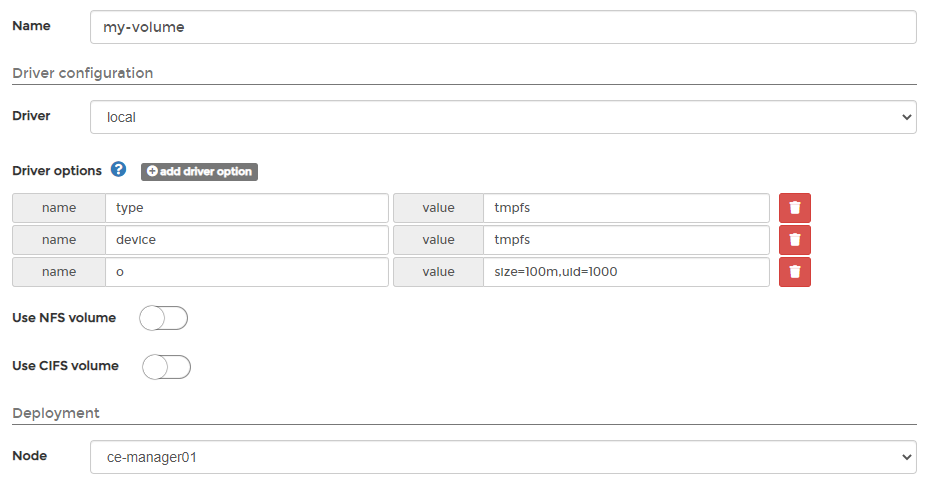 Name my-volume
Driver configuration
Driver local
Driver options ? add driver option
name type value tmpfs
name device value tmpfs
name o value size=100m,uid=1000
Use NFS volume
Use CIFS volume
Deployment
Node ce-manager01